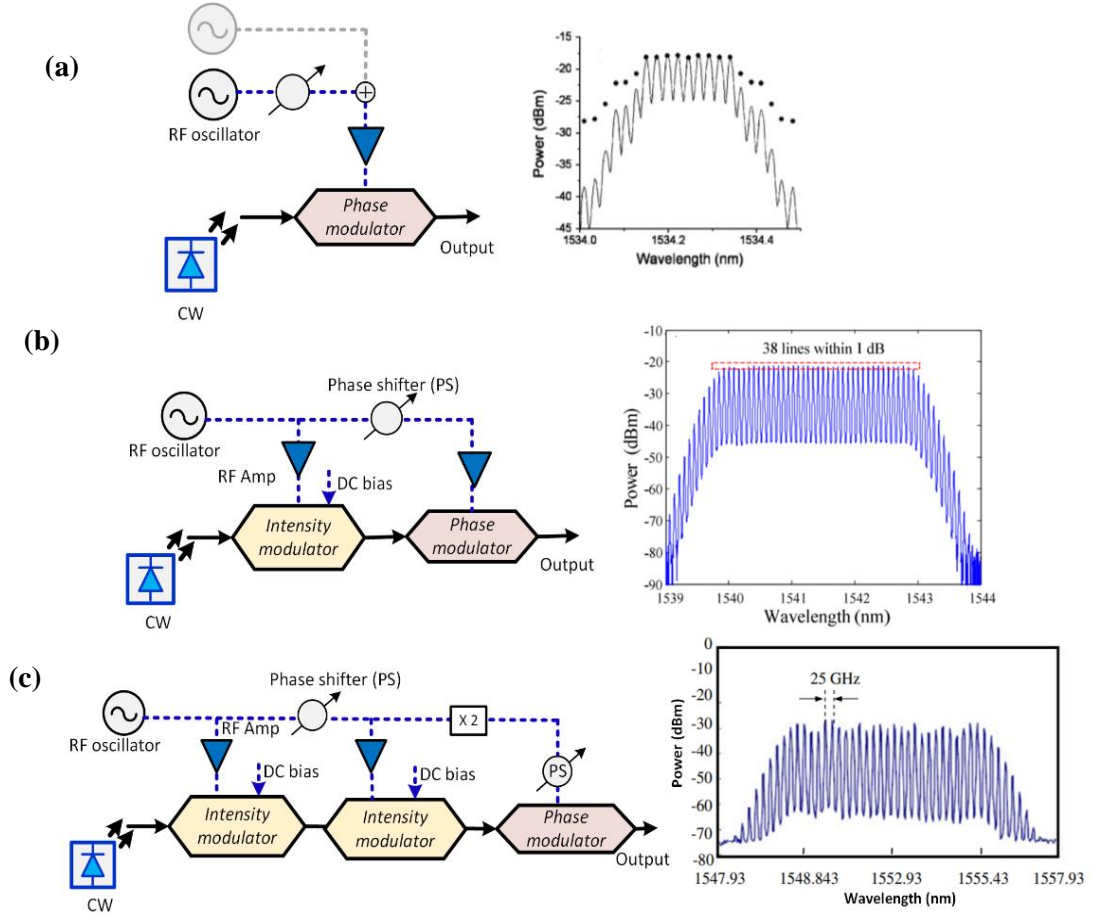 (a)
RF oscillator
Phase
modulator
Output
CW
Power (dBm)
-15
-20
-25
-30
-35
-40
-45
1534.0
1534.2
1534.4
Wavelength (nm)
(b)
Phase shifter (PS)
RF oscillator
RF Amp
DC bias
Intensity
modulator
Phase
modulator
Output
CW
38 lines within 1 dB
Power (dBm)
-10
-20
-30
-40
-50
-60
-70
-80
-90
1539
1540
1541
1542
1543
1544
Wavelength (nm)
(c)
Phase shifter (PS)
RF oscillator
RF Amp
X 2
DC bias
DC bias
PS
Intensity
modulator
Intensity
modulator
Phase
modulator
Output
CW
25 GHz
Power (dBm)
0
-10
-20
-30
-40
-50
-60
-70
-80
1547.93
1548.843
1552.93
1555.43
1557.93
Wavelength (nm)